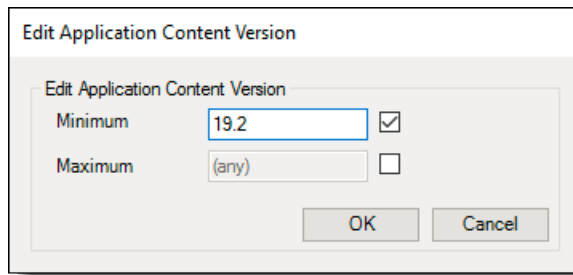 Edit Application Content Version
Edit Application Content Version
Minimum 19.2
Maximum (any)
OK Cancel